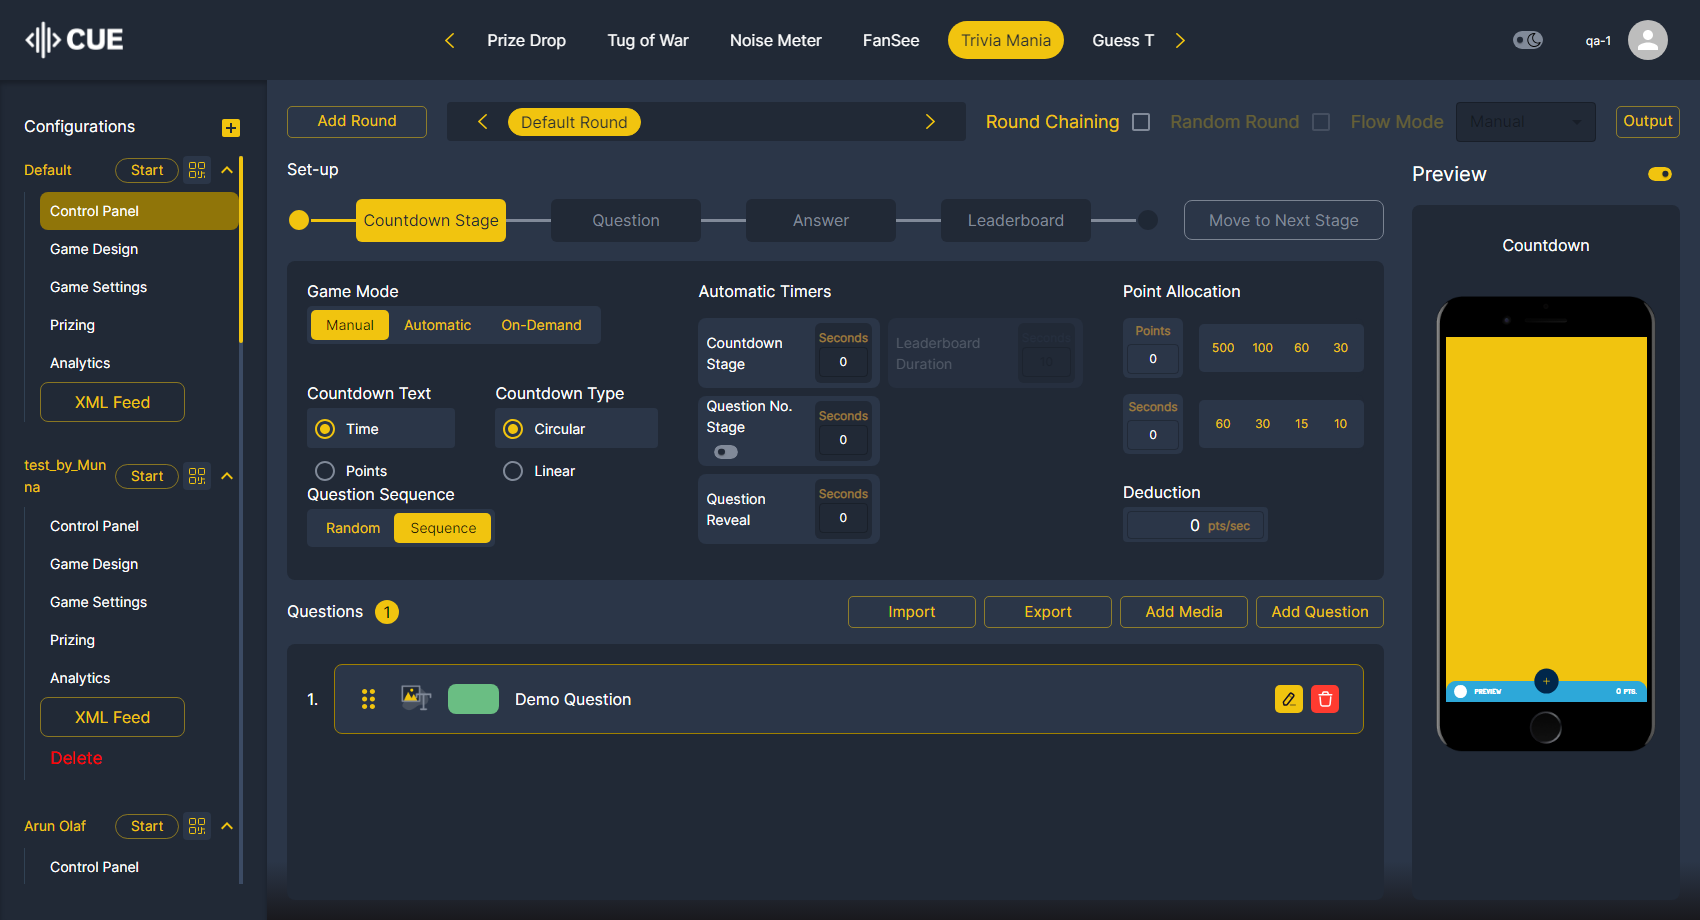 CUE
Prize Drop
Tug of War
Noise Meter
FanSee
Trivia Mania
Guess T
qa-1
Configurations
Default
Start
Control Panel
Game Design
Game Settings
Prizing
Analytics
XML Feed
test_by_Mun
na
Start
Control Panel
Game Design
Game Settings
Prizing
Analytics
XML Feed
Delete
Arun Olaf
Start
Control Panel
Add Round
Default Round
Round Chaining
Random Round
Flow Mode
Manual
Output
Set-up
Countdown Stage
Question
Answer
Leaderboard
Move to Next Stage
Game Mode
Manual
Automatic
On-Demand
Countdown Text
Time
Points
Countdown Type
Circular
Linear
Question Sequence
Random
Sequence
Automatic Timers
Countdown
Stage
Seconds
0
Leaderboard
Duration
Seconds
10
Question No.
Stage
Seconds
0
Question
Reveal
Seconds
0
Point Allocation
Points
0
500
100
60
30
Seconds
0
60
30
15
10
Deduction
0 pts/sec
Questions
1
Import
Export
Add Media
Add Question
1.
Demo Question
Preview
Countdown
PREVIEW
0 PTS.